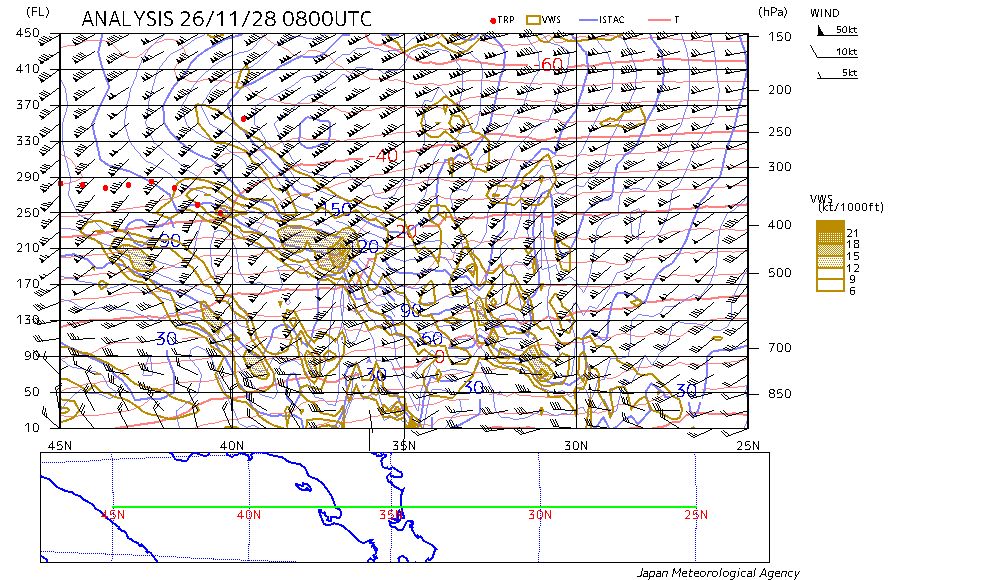 (FL) ANALYSIS 26/11/28 0800UTC TRP VWS ISTAC T (hPa) WIND
450 150 50kt
410 -60 10kt
5kt
370 200
330 250
-40
290 300
VWS
(kt/1000ft)
250 150
-20 400
90 21
210 120 18
15
500 12
170 9
90 6
130
30 60 700
90 0
30
50 30 30 850
10
45N 40N 35N 30N 25N
45N 40N 35N 30N 25N
Japan Meteorological Agency